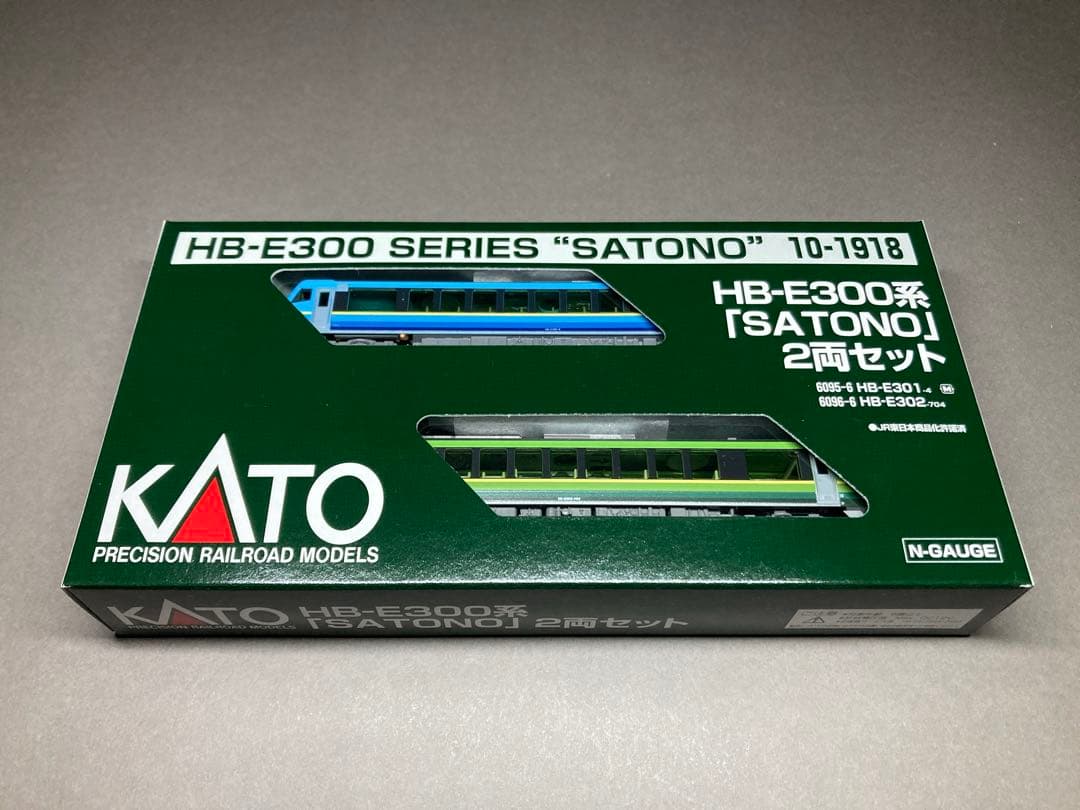 HB-E300 SERIES “SATONO” 10-1918
HB-E300系
「SATONO」
2両セット
6095-6 HB-E301-4 M
6096-6 HB-E302-704
●JR東日本商品化許諾済
KATO
PRECISION RAILROAD MODELS
N-GAUGE
KATO
PRECISION RAILROAD MODELS
HB-E300系
「SATONO」2両セット
ご注意